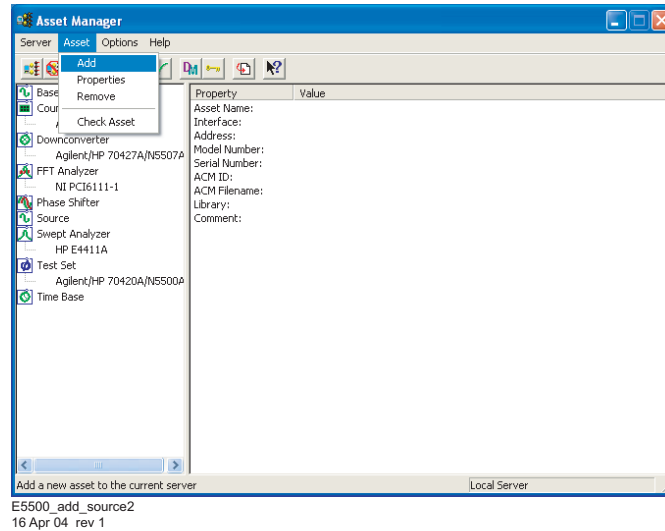 Asset Manager
Server Asset Options Help
Add
Properties
Remove
Check Asset
Base
Cour
Downconverter
Agilent/HP 70427A/N5507A
FFT Analyzer
NI PCI6111-1
Phase Shifter
Source
Swept Analyzer
HP E4411A
Test Set
Agilent/HP 70420A/N5500A
Time Base
Property Value
Asset Name:
Interface:
Address:
Model Number:
Serial Number:
ACM ID:
ACM Filename:
Library:
Comment:
Add a new asset to the current server Local Server
E5500_add_source2
16 Apr 04 rev 1